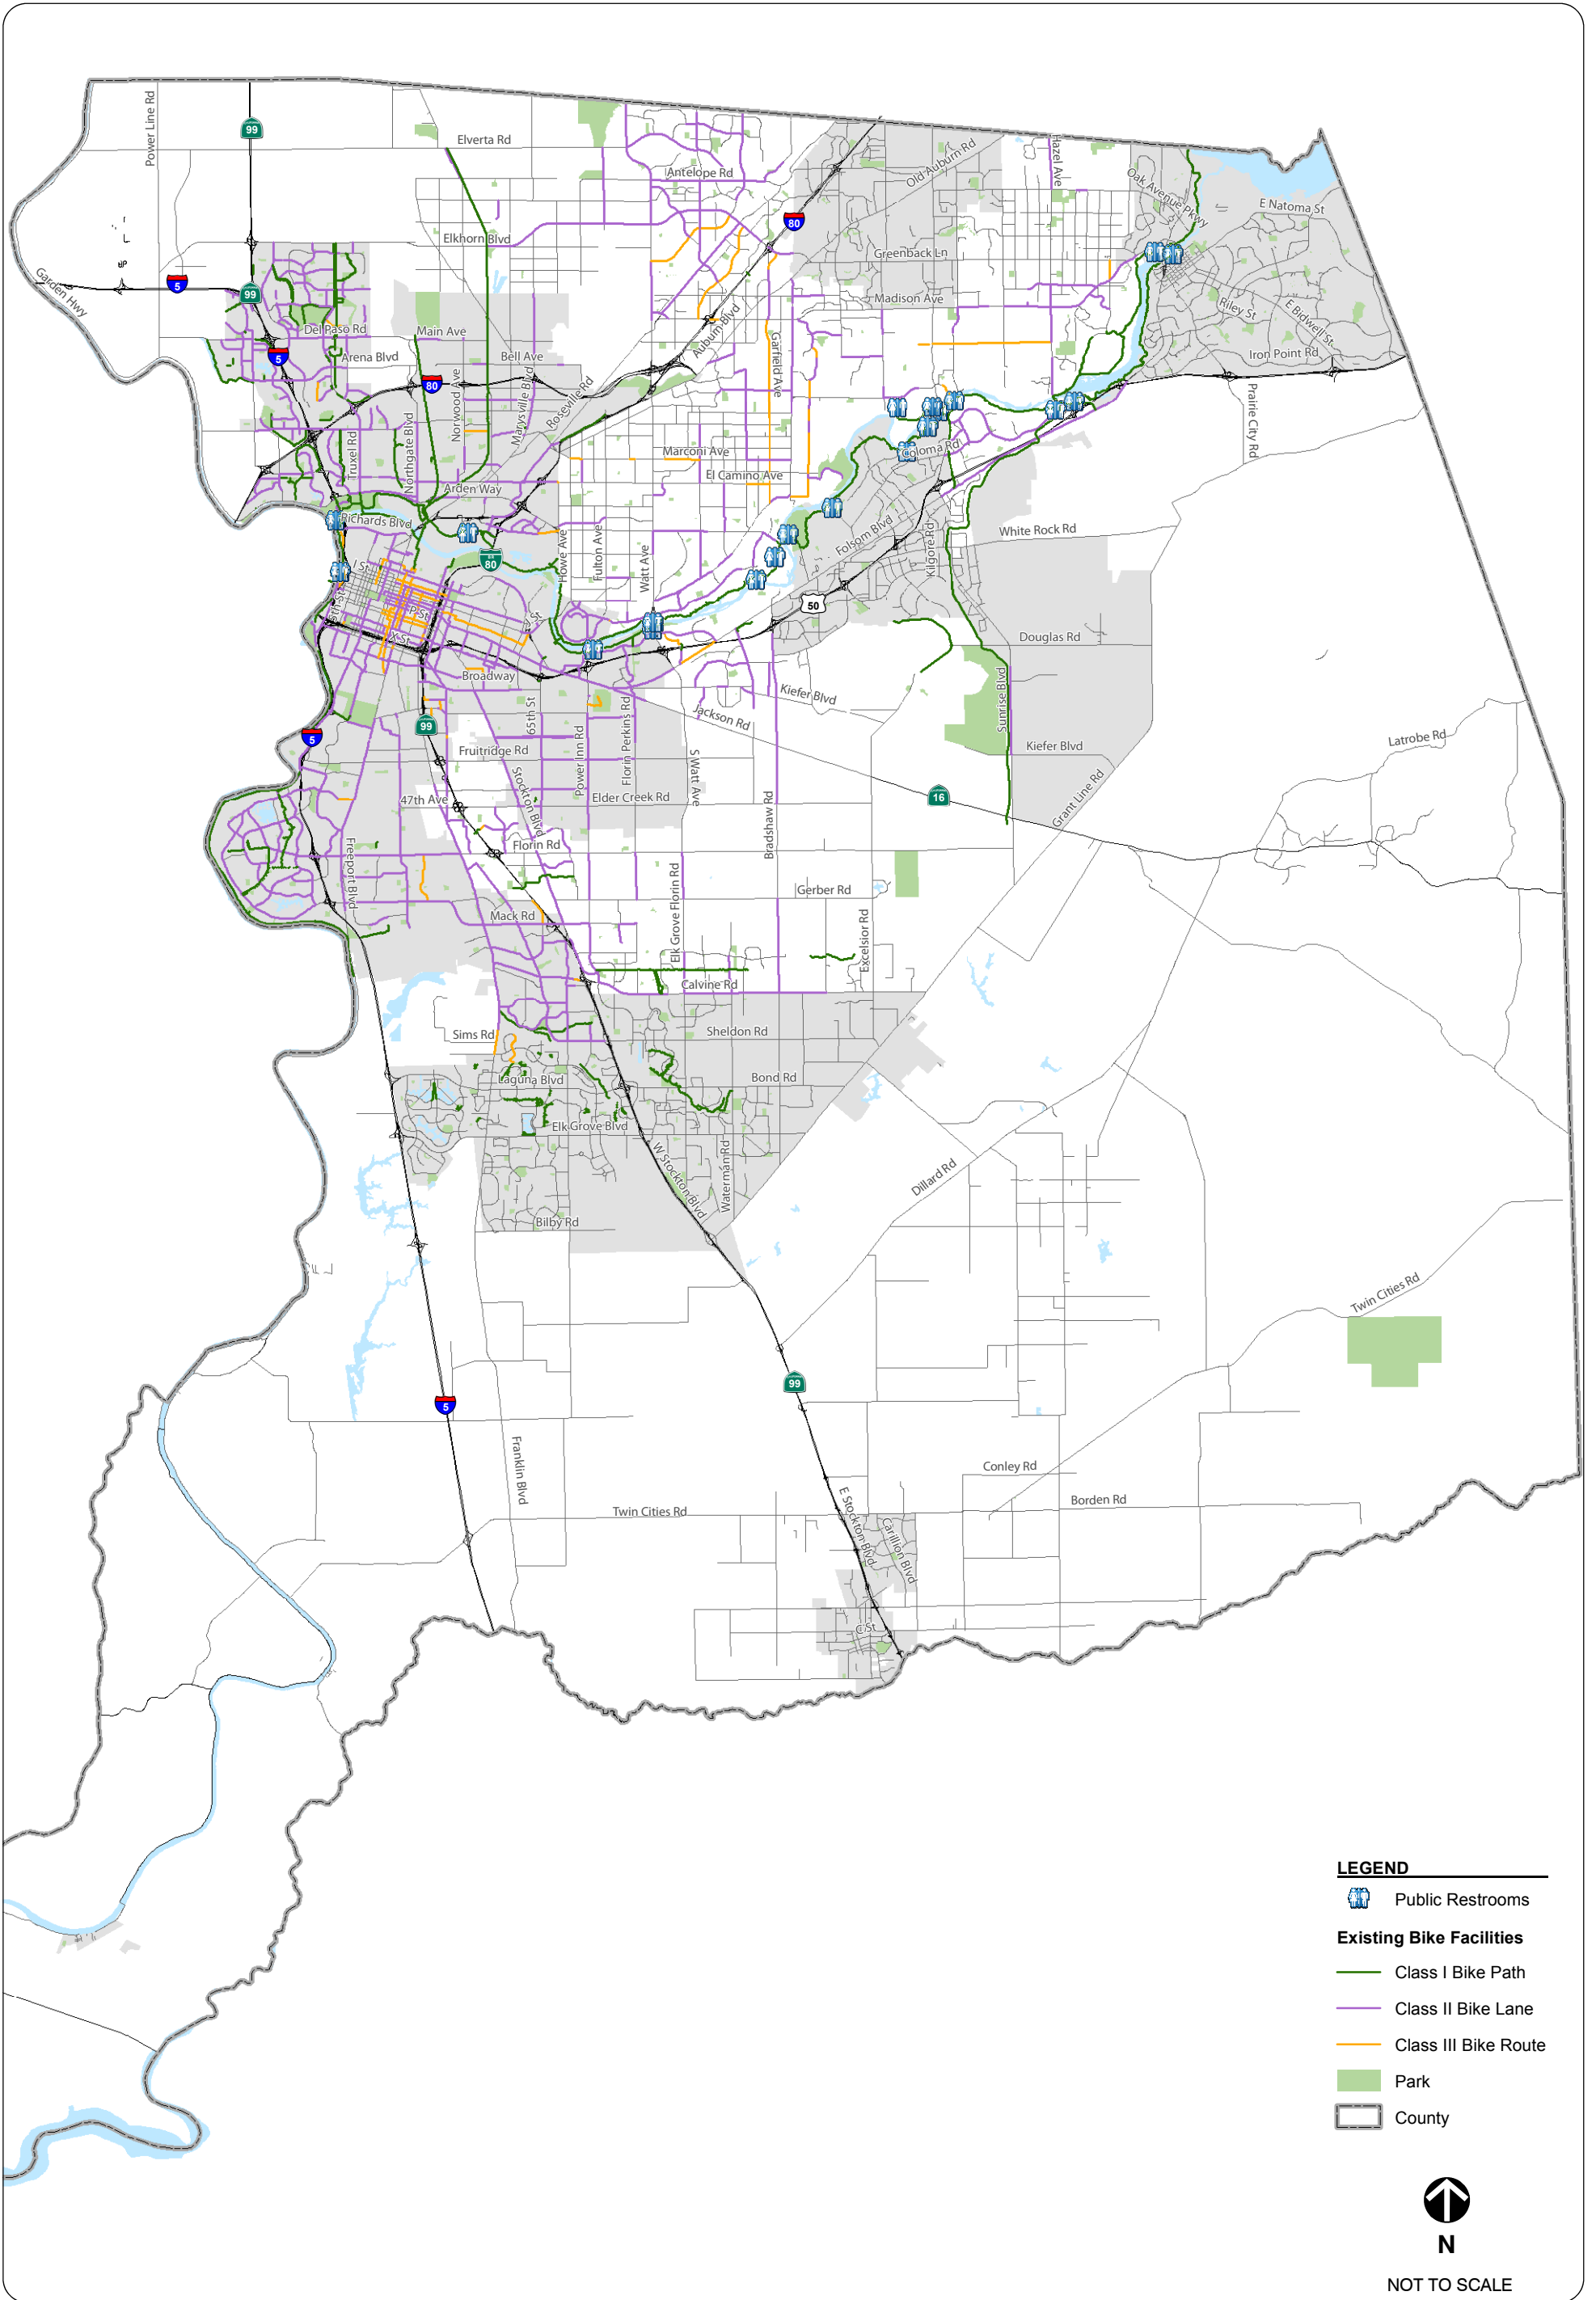 Power Line Rd
99
Elverta Rd
Antelope Rd
Old Auburn Rd
Hazel Ave
Oak Avenue Pkwy
E Natoma St
80
Elkhorn Blvd
Greenback Ln
Garden Hwy
5
99
Madison Ave
Riley St
E Bidwell St
Del Paso Rd
Main Ave
Auburn Blvd
Garfield Ave
Iron Point Rd
5
Arena Blvd
Bell Ave
80
Norwood Ave
Marysville Blvd
Roseville Rd
Prairie City Rd
Truxel Rd
Northgate Blvd
Marconi Ave
Coloma Rd
El Camino Ave
Arden Way
Richards Blvd
White Rock Rd
Folsom Blvd
Kilgore Rd
Howe Ave
Fulton Ave
Watt Ave
80
I St
50
P St
J St
5th St
X St
Douglas Rd
Broadway
Kiefer Blvd
Sunrise Blvd
65th St
Power Inn Rd
Florin Perkins Rd
Jackson Rd
99
5
Fruitridge Rd
Kiefer Blvd
Latrobe Rd
S Watt Ave
Stockton Blvd
47th Ave
Elder Creek Rd
16
Grant Line Rd
Bradshaw Rd
Freeport Blvd
Florin Rd
Elk Grove Florin Rd
Gerber Rd
Mack Rd
Excelsior Rd
Calvine Rd
Sims Rd
Sheldon Rd
Laguna Blvd
Bond Rd
Elk Grove Blvd
W Stockton Blvd
Waterman Rd
Dillard Rd
Bilby Rd
Twin Cities Rd
99
5
Franklin Blvd
Conley Rd
Twin Cities Rd
E Stockton Blvd
Carillion Blvd
Borden Rd
C St
LEGEND
Public Restrooms
Existing Bike Facilities
Class I Bike Path
Class II Bike Lane
Class III Bike Route
Park
County
N
NOT TO SCALE